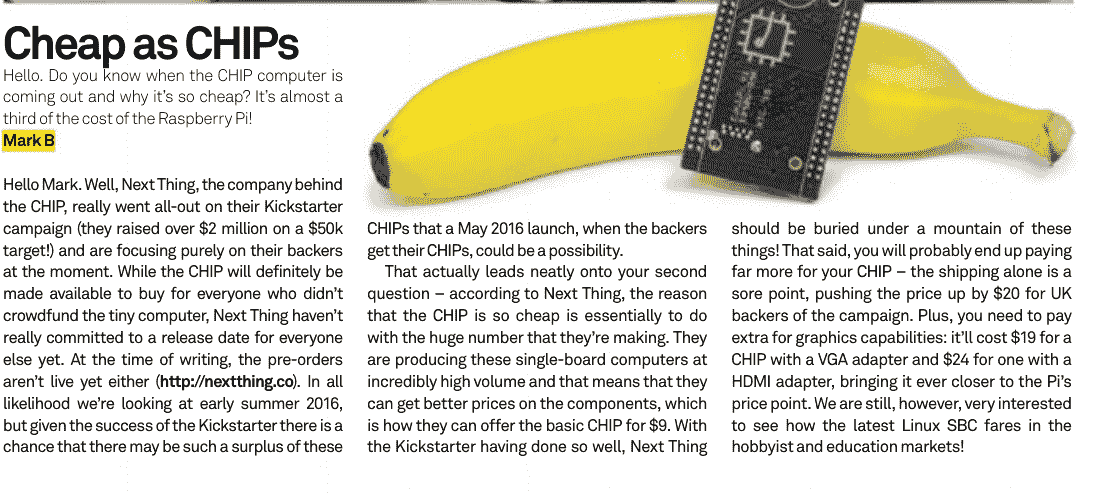 Cheap as CHIPs
Hello. Do you know when the CHIP computer is
coming out and why it's so cheap? It's almost a
third of the cost of the Raspberry Pi!
Mark B
Hello Mark. Well, Next Thing, the company behind
the CHIP, really went all-out on their Kickstarter
campaign (they raised over $2 million on a $50k
target!) and are focusing purely on their backers
at the moment. While the CHIP will definitely be
made available to buy for everyone who didn't
crowdfund the tiny computer, Next Thing haven't
really committed to a release date for everyone
else yet. At the time of writing, the pre-orders
aren't live yet either (http://nextthing.co). In all
likelihood we're looking at early summer 2016,
but given the success of the Kickstarter there is a
chance that there may be such a surplus of these
CHIPs that a May 2016 launch, when the backers
get their CHIPs, could be a possibility.
That actually leads neatly onto your second
question – according to Next Thing, the reason
that the CHIP is so cheap is essentially to do
with the huge number that they're making. They
are producing these single-board computers at
incredibly high volume and that means that they
can get better prices on the components, which
is how they can offer the basic CHIP for $9. With
the Kickstarter having done so well, Next Thing
should be buried under a mountain of these
things! That said, you will probably end up paying
far more for your CHIP – the shipping alone is a
sore point, pushing the price up by $20 for UK
backers of the campaign. Plus, you need to pay
extra for graphics capabilities: it'll cost $19 for a
CHIP with a VGA adapter and $24 for one with a
HDMI adapter, bringing it ever closer to the Pi's
price point. We are still, however, very interested
to see how the latest Linux SBC fares in the
hobbyist and education markets!